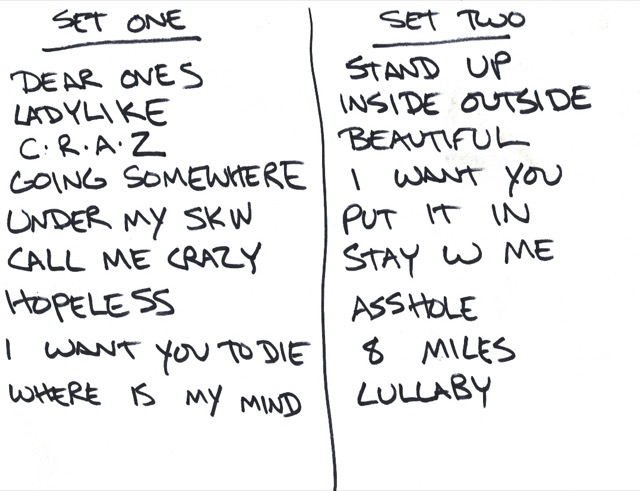 SET ONE
DEAR ONES
LADYLIKE
C.R.A.Z
GOING SOMEWHERE
UNDER MY SKIN
CALL ME CRAZY
HOPELESS
I WANT YOU TO DIE
WHERE IS MY MIND
SET TWO
STAND UP
INSIDE OUTSIDE
BEAUTIFUL
I WANT YOU
PUT IT IN
STAY W ME
ASSHOLE
8 MILES
LULLABY